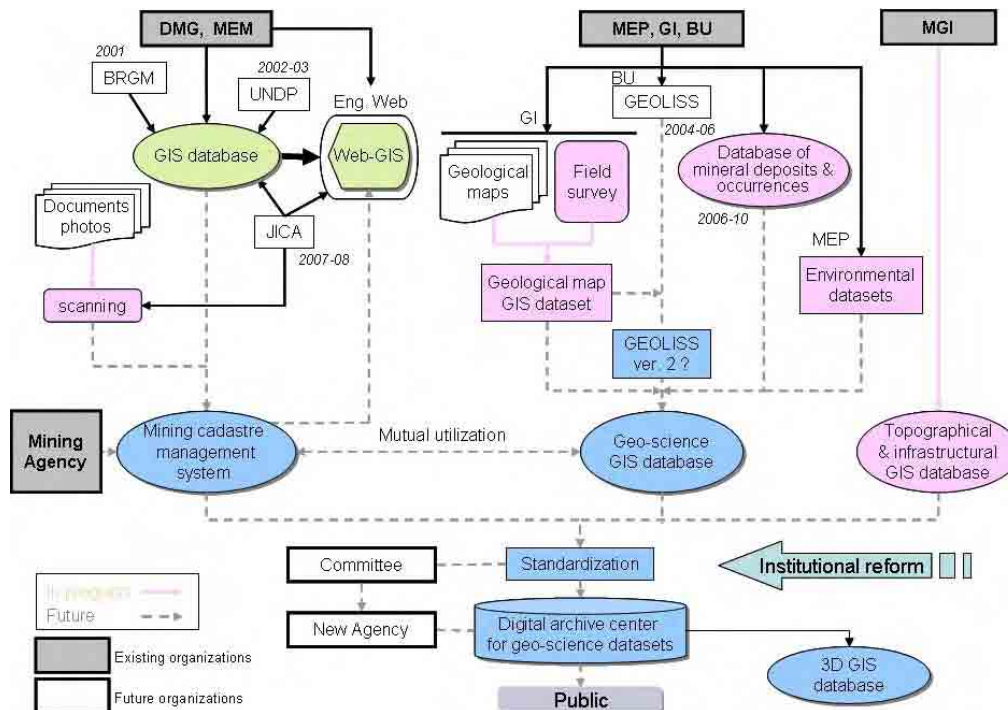 DMG, MEM
MEP, GI, BU
MGI
2001
BRGM
2002-03
UNDP
Eng. Web
BU
GEOLISS
GI
2004-06
GIS database
Web-GIS
Geological
maps
Field
survey
Database of
mineral deposits &
occurrences
Documents
photos
JICA
2007-08
2006-10
MEP
scanning
Geological map
GIS dataset
Environmental
datasets
GEOLISS
ver. 2 ?
Mining
Agency
Mining cadastre
management
system
Mutual utilization
Geo-science
GIS database
Topographical
& infrastructural
GIS database
Committee
Standardization
Institutional reform
New Agency
Digital archive center
for geo-science datasets
3D GIS
database
Public
In progress
Future
Existing organizations
Future organizations